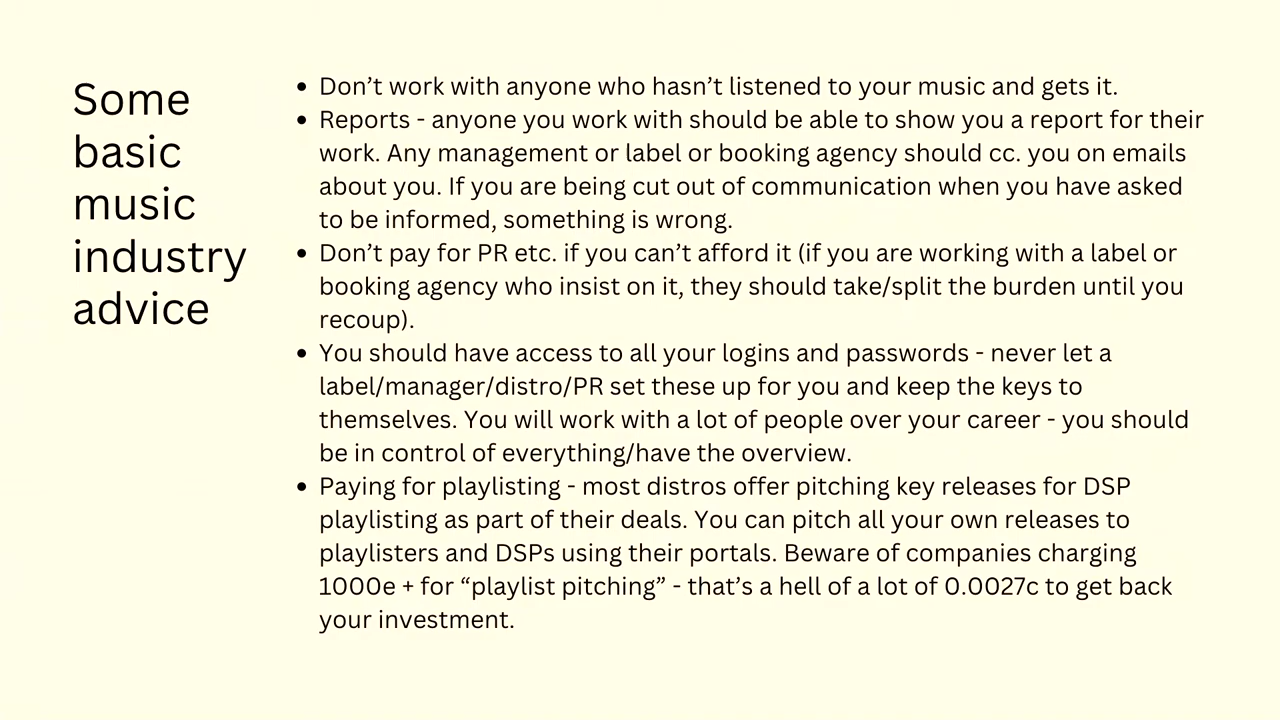 Some
basic
music
industry
advice
• Don’t work with anyone who hasn’t listened to your music and gets it.
• Reports - anyone you work with should be able to show you a report for their
work. Any management or label or booking agency should cc. you on emails
about you. If you are being cut out of communication when you have asked
to be informed, something is wrong.
• Don’t pay for PR etc. if you can’t afford it (if you are working with a label or
booking agency who insist on it, they should take/split the burden until you
recoup).
• You should have access to all your logins and passwords - never let a
label/manager/distro/PR set these up for you and keep the keys to
themselves. You will work with a lot of people over your career - you should
be in control of everything/have the overview.
• Paying for playlisting - most distros offer pitching key releases for DSP
playlisting as part of their deals. You can pitch all your own releases to
playlisters and DSPs using their portals. Beware of companies charging
1000e + for “playlist pitching” - that’s a hell of a lot of 0.0027c to get back
your investment.